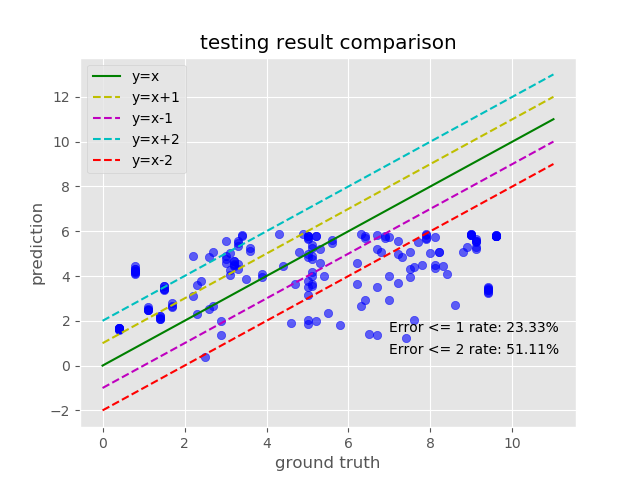 testing result comparison
y=x
y=x+1
y=x-1
y=x+2
y=x-2
12
10
8
6
4
2
0
−2
prediction
Error <= 1 rate: 23.33%
Error <= 2 rate: 51.11%
0 2 4 6 8 10
ground truth